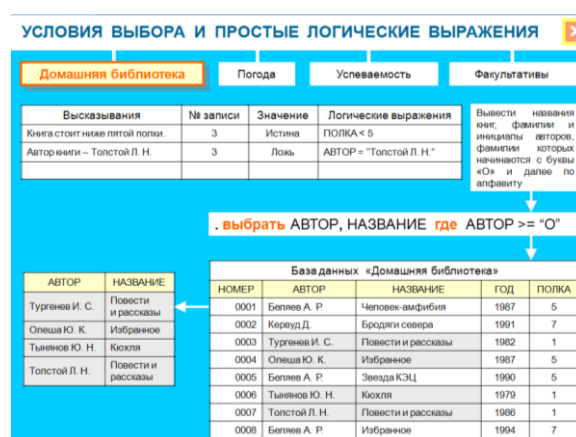 УСЛОВИЯ ВЫБОРА И ПРОСТЫЕ ЛОГИЧЕСКИЕ ВЫРАЖЕНИЯ
Домашняя библиотека Погода Успеваемость Факультативы
Высказывания № записи Значение Логические выражения
Книга стоит ниже пятой полки. 3 Истина ПОЛКА < 5
Автор книги – Толстой Л. Н. 3 Ложь АВТОР = "Толстой Л. Н."
Вывести названия
книг, фамилии и
инициалы авторов,
фамилии которых
начинаются с буквы
«О» и далее по
алфавиту
. выбрать АВТОР, НАЗВАНИЕ где АВТОР >= “О”
АВТОР НАЗВАНИЕ
Тургенев И. С. Повести
и рассказы
Олеша Ю. К. Избранное
Тынянов Ю. Н. Кюхля
Толстой Л. Н. Повести и
рассказы
База данных «Домашняя библиотека»
НОМЕР АВТОР НАЗВАНИЕ ГОД ПОЛКА
0001 Беляев А. Р. Человек-амфибия 1987 5
0002 Кервуд Д. Бродяги севера 1991 7
0003 Тургенев И. С. Повести и рассказы 1982 1
0004 Олеша Ю. К. Избранное 1987 5
0005 Беляев А. Р. Звезда КЭЦ 1990 5
0006 Тынянов Ю. Н. Кюхля 1979 1
0007 Толстой Л. Н. Повести и рассказы 1986 1
0008 Беляев А. Р. Избранное 1994 7